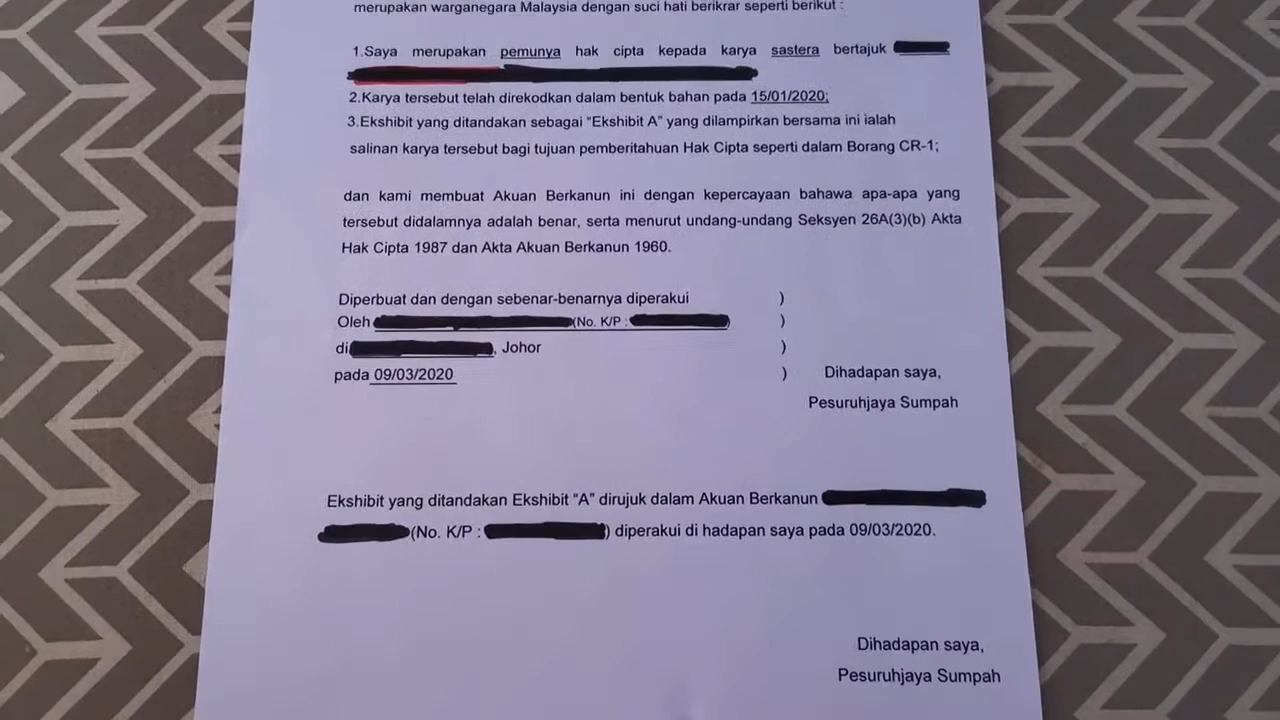 merupakan warganegara Malaysia dengan suci hati berikrar seperti berikut :
1.Saya merupakan pemunya hak cipta kepada karya sastera bertajuk
2.Karya tersebut telah direkodkan dalam bentuk bahan pada 15/01/2020;
3.Ekshibit yang ditandakan sebagai “Ekshibit A” yang dilampirkan bersama ini ialah
salinan karya tersebut bagi tujuan pemberitahuan Hak Cipta seperti dalam Borang CR-1;
dan kami membuat Akuan Berkanun ini dengan kepercayaan bahawa apa-apa yang
tersebut didalamnya adalah benar, serta menurut undang-undang Seksyen 26A(3)(b) Akta
Hak Cipta 1987 dan Akta Akuan Berkanun 1960.
Diperbuat dan dengan sebenar-benarnya diperakui )
Oleh (No. K/P : ) )
di , Johor )
pada 09/03/2020 ) Dihadapan saya,
Pesuruhjaya Sumpah
Ekshibit yang ditandakan Ekshibit “A” dirujuk dalam Akuan Berkanun
(No. K/P : ) diperakui di hadapan saya pada 09/03/2020.
Dihadapan saya,
Pesuruhjaya Sumpah